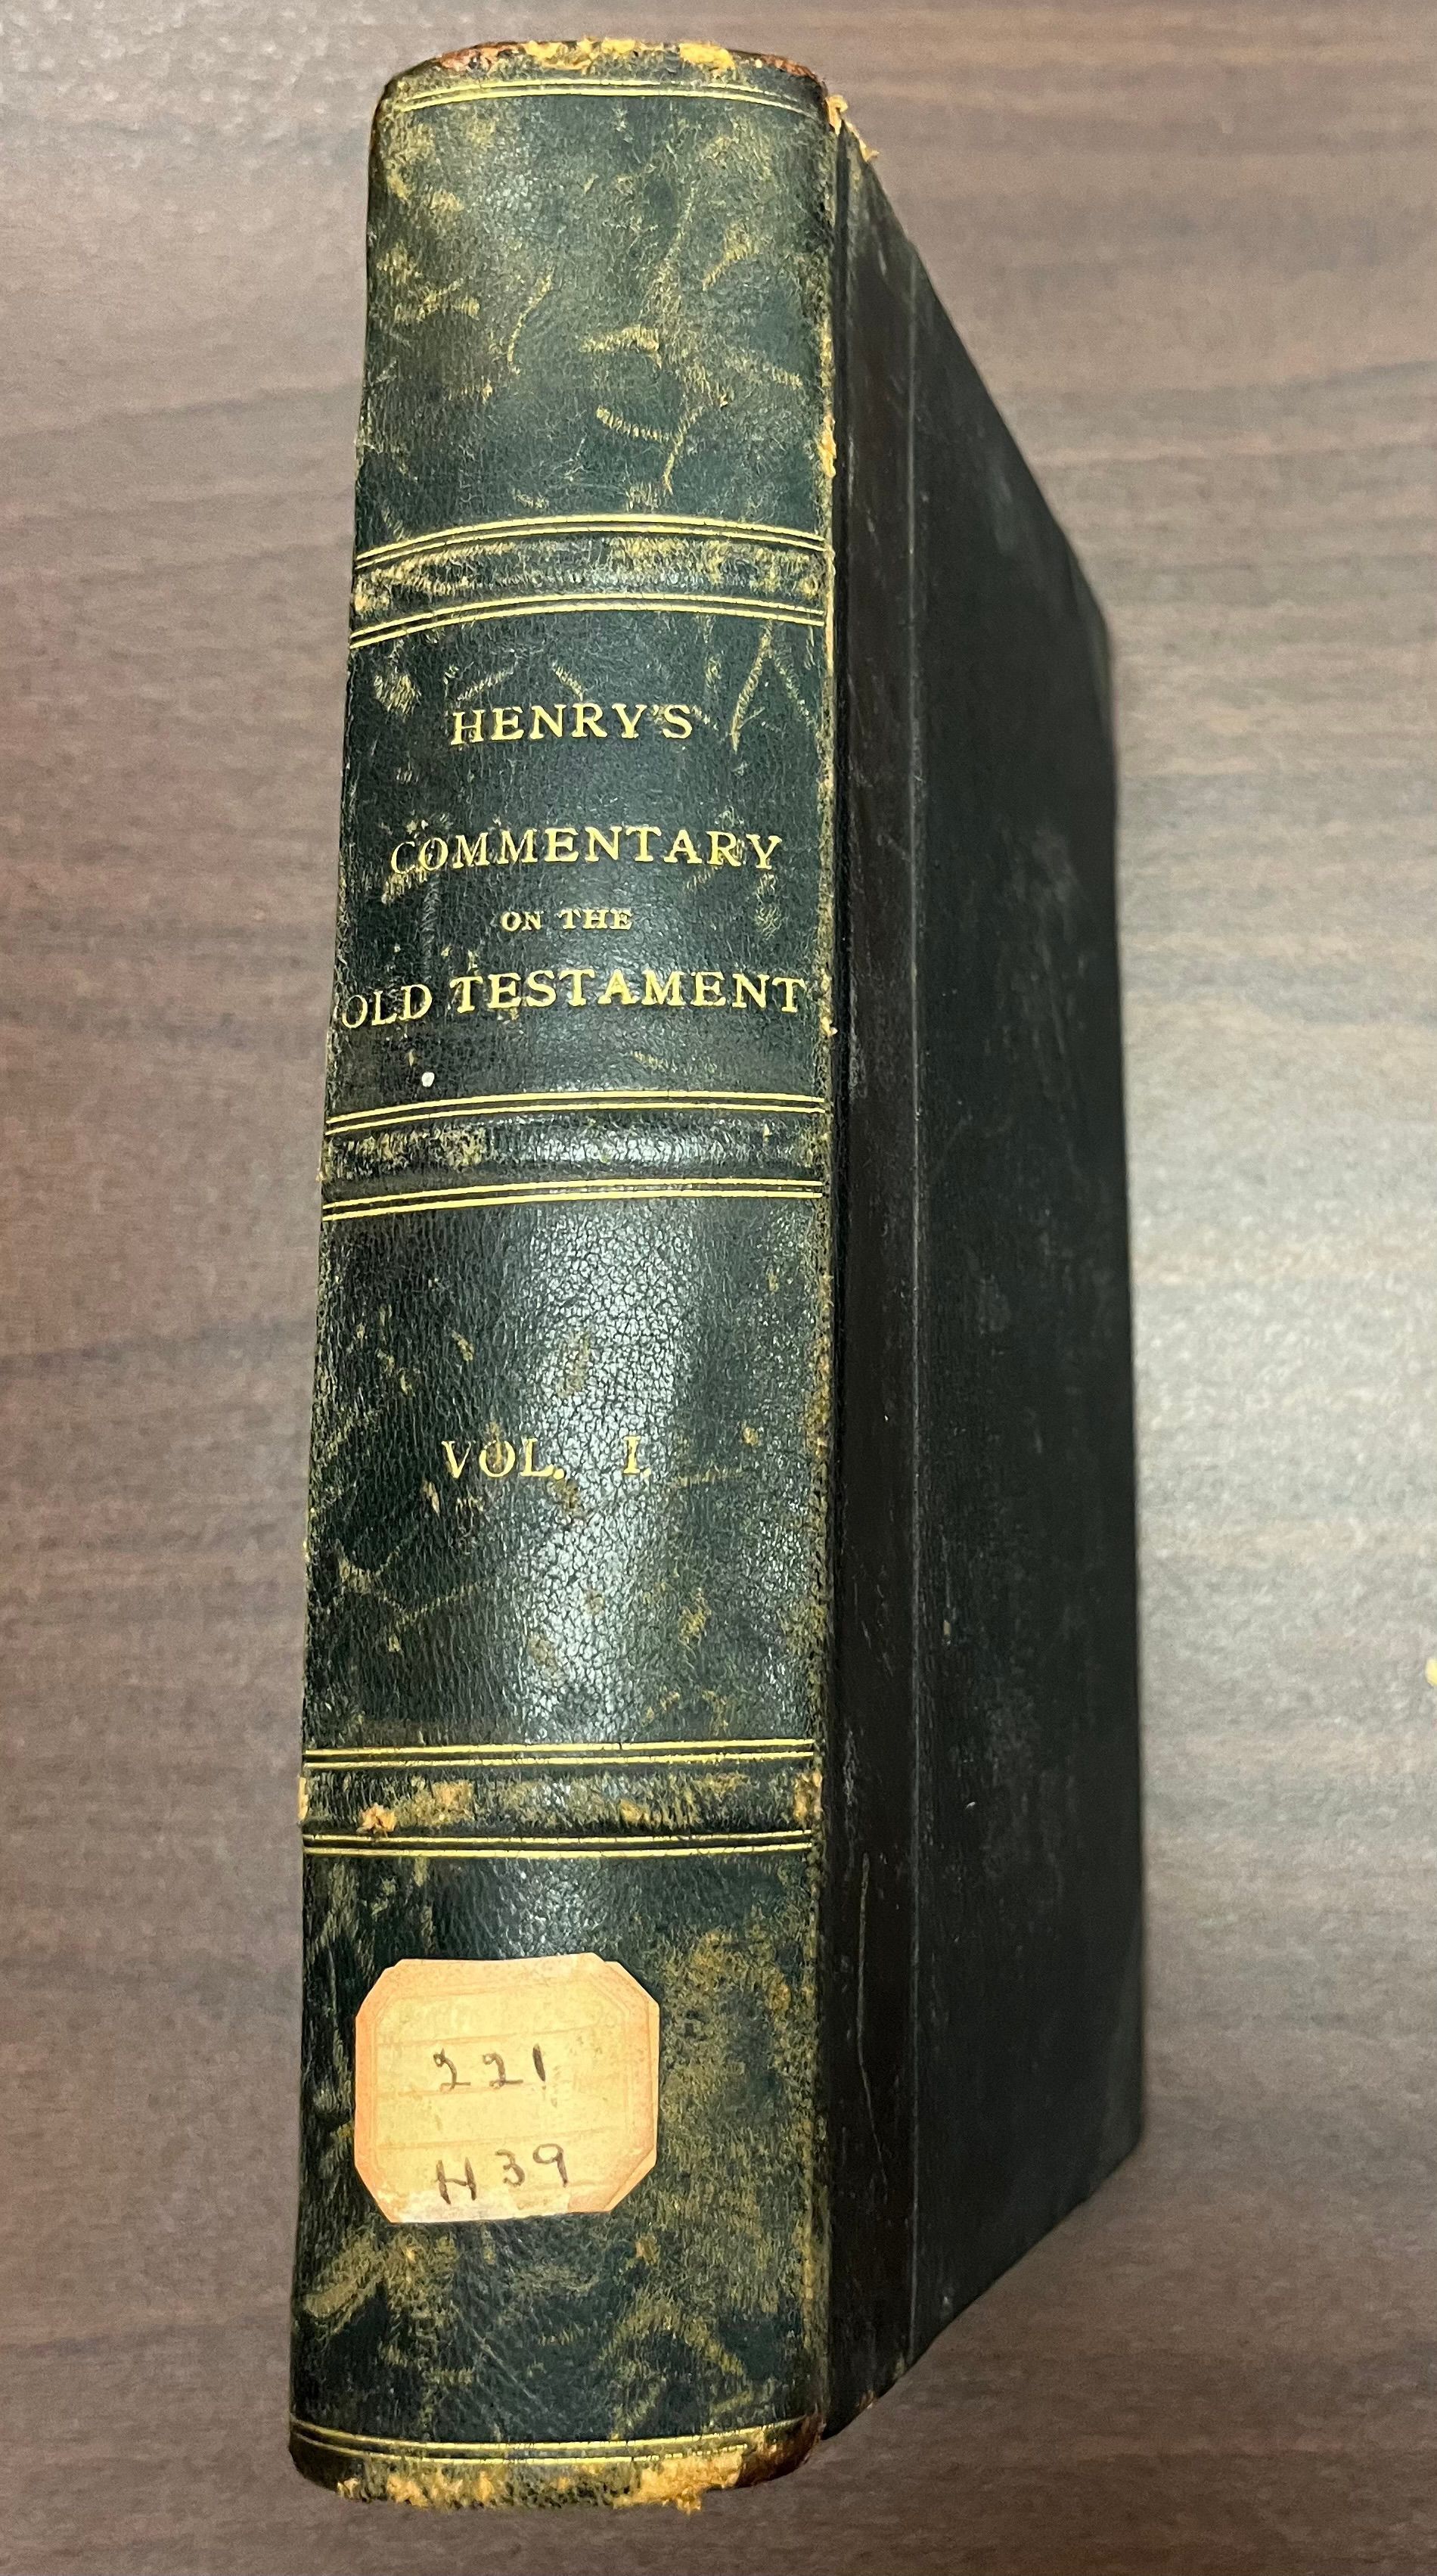 HENRY'S
COMMENTARY
ON THE
OLD TESTAMENT
VOL. I.
221
H39